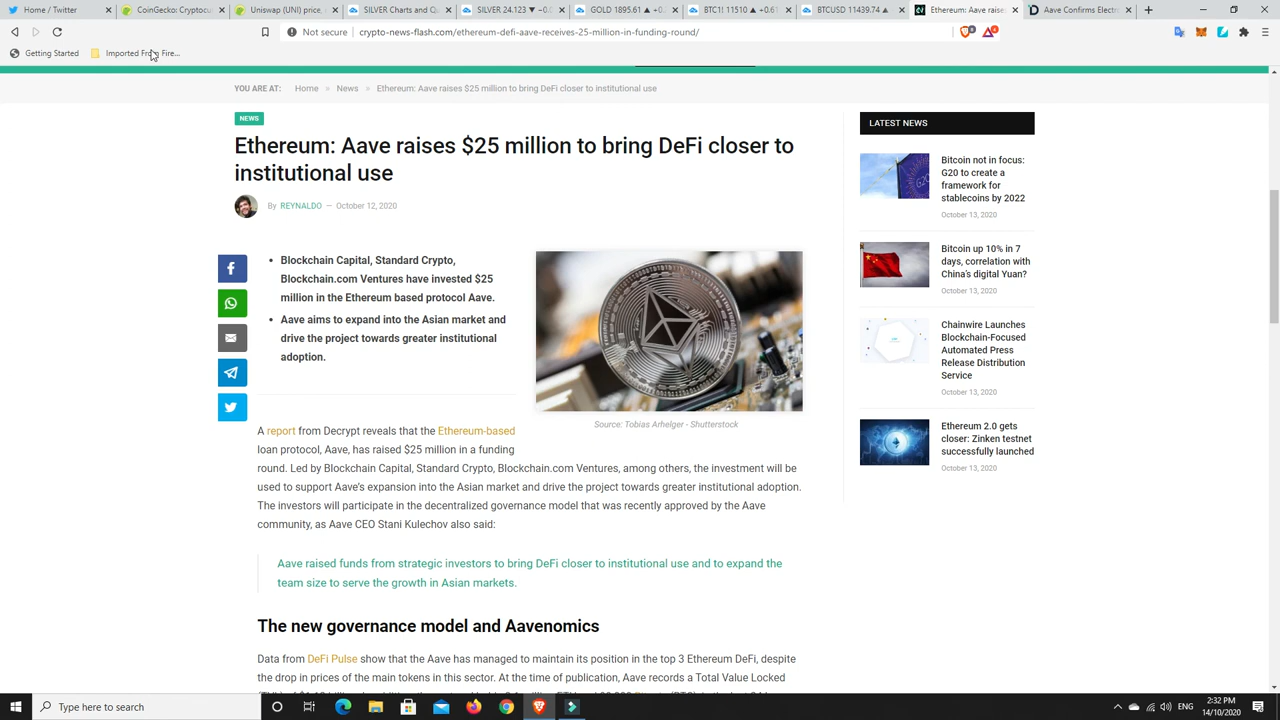 Home / Twitter
CoinGecko: Cryptocu
Uniswap (UNI) price,
SILVER Charts and Qu
SILVER 24.123 ▼ −0.
GOLD 1895.61 ▲ +0.
BTC1! 11510 ▲ +0.61
BTCUSD 11439.74 ▲
Ethereum: Aave raises
Aave Confirms Electro
Not secure
crypto-news-flash.com/ethereum-defi-aave-receives-25-million-in-funding-round/
Getting Started
Imported From Fire...
YOU ARE AT: Home » News » Ethereum: Aave raises $25 million to bring DeFi closer to institutional use
NEWS
Ethereum: Aave raises $25 million to bring DeFi closer to
institutional use
By REYNALDO — October 12, 2020
• Blockchain Capital, Standard Crypto,
Blockchain.com Ventures have invested $25
million in the Ethereum based protocol Aave.
• Aave aims to expand into the Asian market and
drive the project towards greater institutional
adoption.
Source: Tobias Arhelger - Shutterstock
A report from Decrypt reveals that the Ethereum-based
loan protocol, Aave, has raised $25 million in a funding
round. Led by Blockchain Capital, Standard Crypto, Blockchain.com Ventures, among others, the investment will be
used to support Aave's expansion into the Asian market and drive the project towards greater institutional adoption.
The investors will participate in the decentralized governance model that was recently approved by the Aave
community, as Aave CEO Stani Kulechov also said:
Aave raised funds from strategic investors to bring DeFi closer to institutional use and to expand the
team size to serve the growth in Asian markets.
The new governance model and Aavenomics
Data from DeFi Pulse show that the Aave has managed to maintain its position in the top 3 Ethereum DeFi, despite
the drop in prices of the main tokens in this sector. At the time of publication, Aave records a Total Value Locked
LATEST NEWS
Bitcoin not in focus:
G20 to create a
framework for
stablecoins by 2022
October 13, 2020
Bitcoin up 10% in 7
days, correlation with
China's digital Yuan?
October 13, 2020
Chainwire Launches
Blockchain-Focused
Automated Press
Release Distribution
Service
October 13, 2020
Ethereum 2.0 gets
closer: Zinken testnet
successfully launched
October 13, 2020
Type here to search
ENG
2:32 PM
14/10/2020